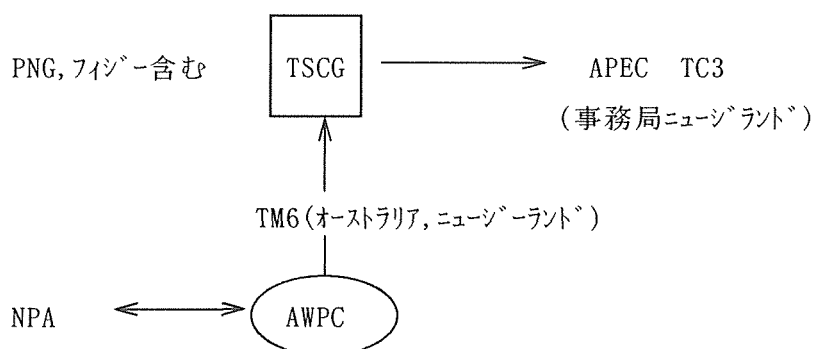 PNG,フィジー含む TSCG APEC TC3
(事務局ニュージランド)
TM6(オーストラリア,ニュージーランド)
NPA AWPC